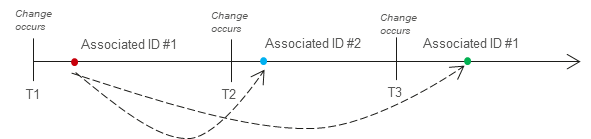 Change
occurs
Change
occurs
Change
occurs
Associated ID #1
Associated ID #2
Associated ID #1
T1
T2
T3